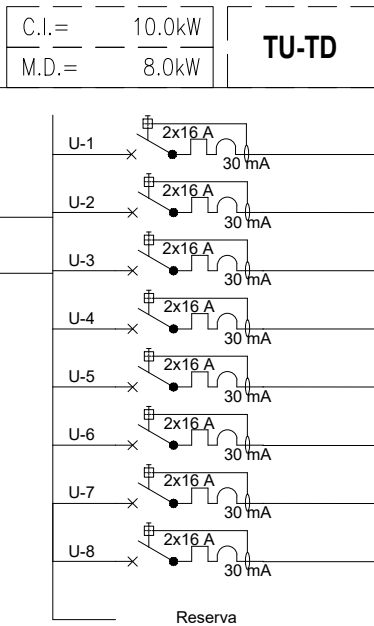 C.I.= 10.0kW
M.D.= 8.0kW
TU-TD
U-1 2x16 A 30 mA
U-2 2x16 A 30 mA
U-3 2x16 A 30 mA
U-4 2x16 A 30 mA
U-5 2x16 A 30 mA
U-6 2x16 A 30 mA
U-7 2x16 A 30 mA
U-8 2x16 A 30 mA
Reserva